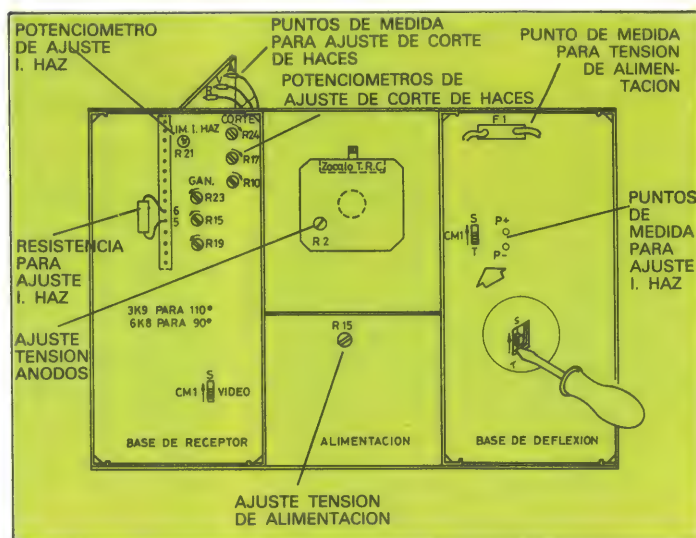 POTENCIOMETRO
DE AJUSTE
I. HAZ
PUNTOS DE MEDIDA
PARA AJUSTE DE CORTE
DE HACES
POTENCIOMETROS DE
AJUSTE DE CORTE DE HACES
PUNTO DE MEDIDA
PARA TENSION
DE ALIMEN-
TACION
R
V
A
LIM. I. HAZ
R 21
CORTE
R24
R17
R10
GAN.
R23
R15
R19
6
5
RESISTENCIA
PARA
AJUSTE
I. HAZ
3K9 PARA 110°
6K8 PARA 90°
AJUSTE
TENSION
ANODOS
S
CM1 VIDEO
BASE DE RECEPTOR
Zocalo T.R.C.
R 2
R 15
ALIMENTACION
AJUSTE TENSION
DE ALIMENTACION
F1
S
CM1
T
P+
P-
PUNTOS
DE
MEDIDA
PARA
AJUSTE
I. HAZ
S
T
BASE DE DEFLEXION